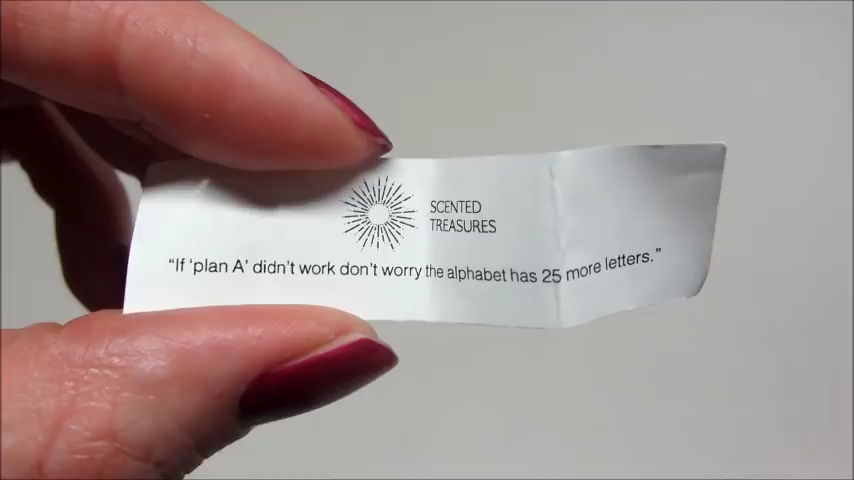 SCENTED
TREASURES
“If ‘plan A’ didn’t work don’t worry the alphabet has 25 more letters.”